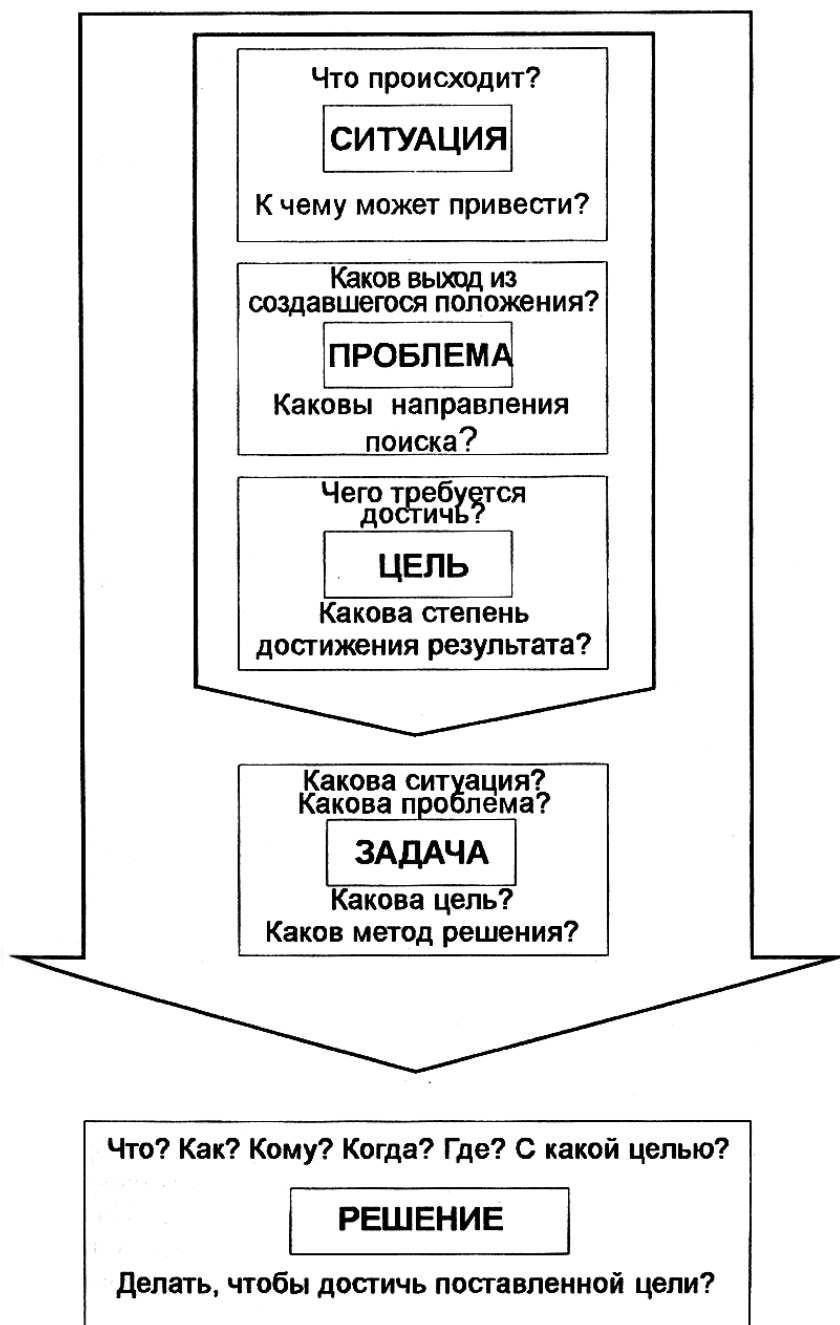 Что происходит?
СИТУАЦИЯ
К чему может привести?
Каков выход из
создавшегося положения?
ПРОБЛЕМА
Каковы направления
поиска?
Чего требуется
достичь?
ЦЕЛЬ
Какова степень
достижения результата?
Какова ситуация?
Какова проблема?
ЗАДАЧА
Какова цель?
Каков метод решения?
Что? Как? Кому? Когда? Где? С какой целью?
РЕШЕНИЕ
Делать, чтобы достичь поставленной цели?